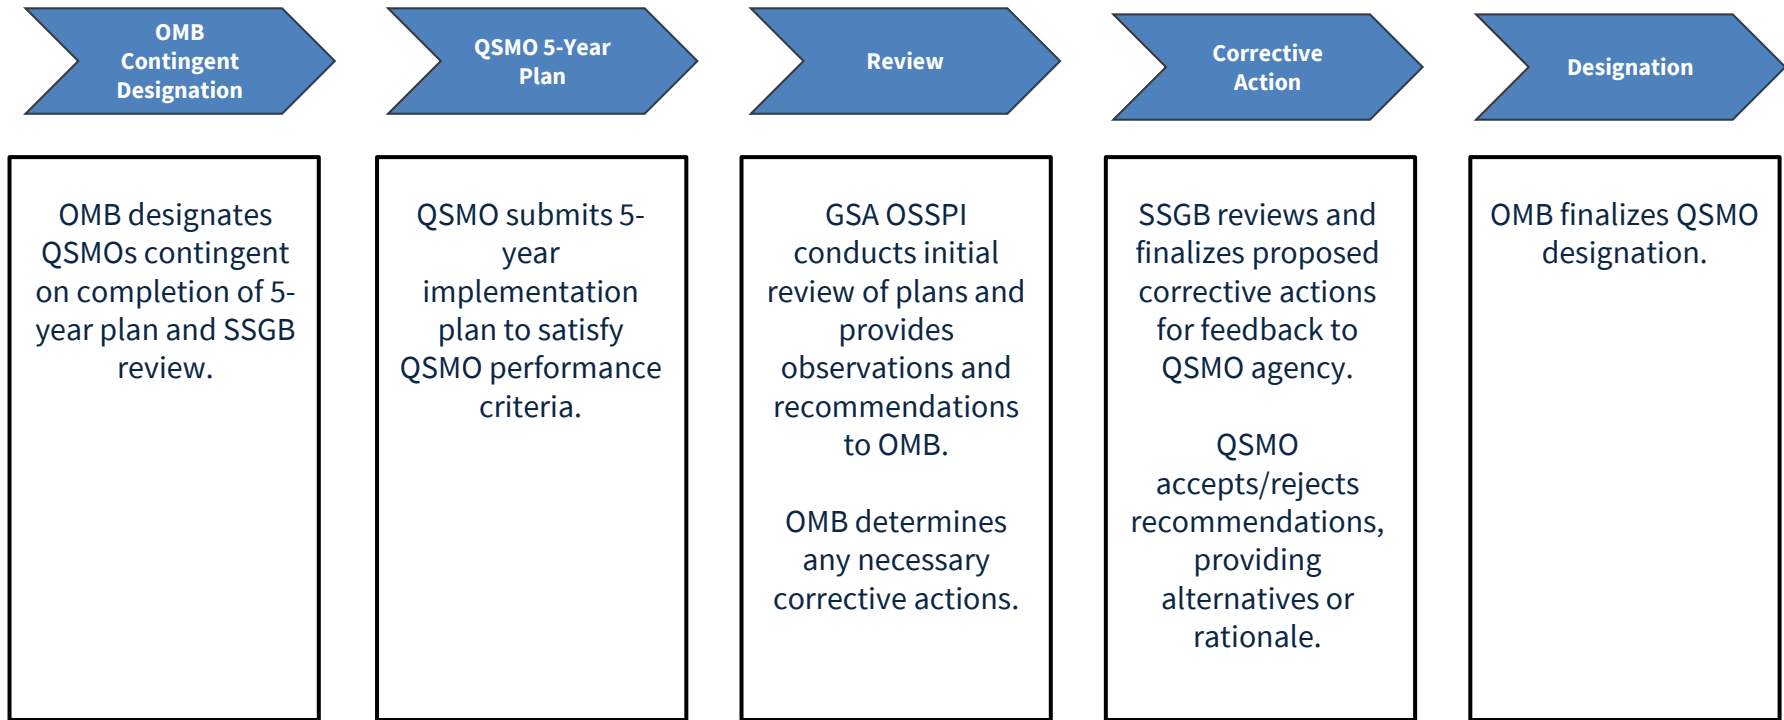 OMB
Contingent
Designation
QSMO 5-Year
Plan
Review
Corrective
Action
Designation
OMB designates
QSMOs contingent
on completion of 5-
year plan and SSGB
review.
QSMO submits 5-
year
implementation
plan to satisfy
QSMO performance
criteria.
GSA OSSPI
conducts initial
review of plans and
provides
observations and
recommendations
to OMB.
OMB determines
any necessary
corrective actions.
SSGB reviews and
finalizes proposed
corrective actions
for feedback to
QSMO agency.
QSMO
accepts/rejects
recommendations,
providing
alternatives or
rationale.
OMB finalizes QSMO
designation.